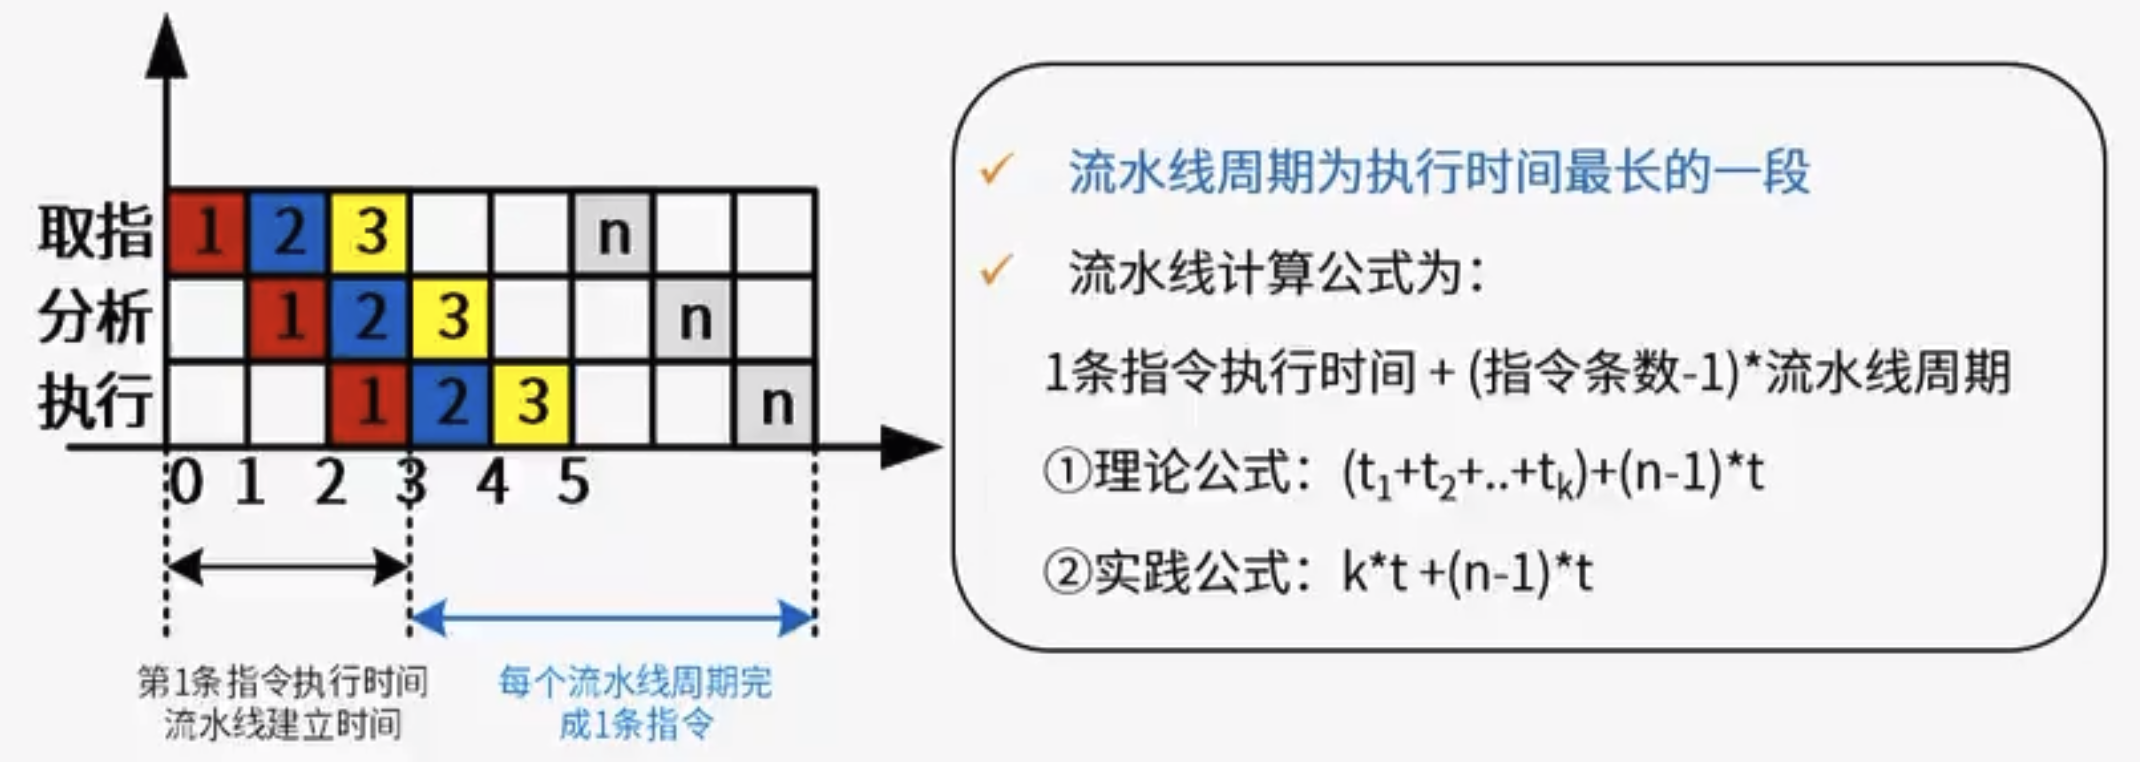 取指 1 2 3 n
分析 1 2 3 n
执行 1 2 3 n
0 1 2 3 4 5
第1条指令执行时间
流水线建立时间
每个流水线周期完
成1条指令
✓ 流水线周期为执行时间最长的一段
✓ 流水线计算公式为：
1条指令执行时间 + (指令条数-1)*流水线周期
①理论公式：(t₁+t₂+..+tₖ)+(n-1)*t
②实践公式：k*t +(n-1)*t